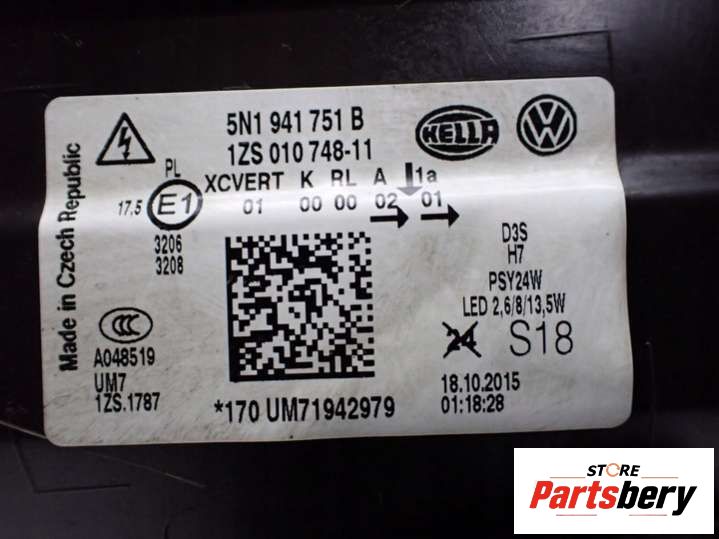 Made in Czech Republic
5N1 941 751 B
1ZS 010 748-11
HELLA
VW
PL
XCVERT K RL A 1a
17,5 E1 01 00 00 02 01
3206
3208
D3S
H7
PSY24W
LED 2,6/8/13,5W
CCC
A048519
UM7
1ZS.1787
24 S18
18.10.2015
01:18:28
*170 UM71942979
STORE
Partsbery